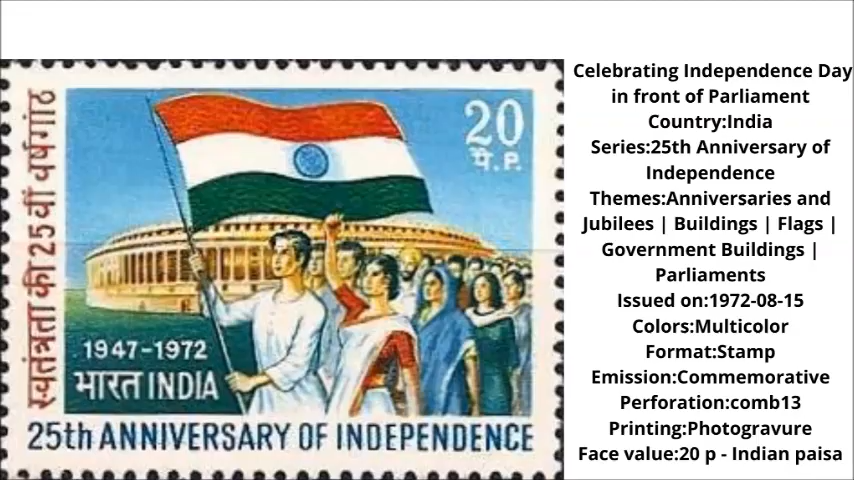 स्वतंत्रता की 25 वीं वर्षगांठ
20
पै. P.
1947-1972
भारत INDIA
25th ANNIVERSARY OF INDEPENDENCE
Celebrating Independence Day
in front of Parliament
Country:India
Series:25th Anniversary of
Independence
Themes:Anniversaries and
Jubilees | Buildings | Flags |
Government Buildings |
Parliaments
Issued on:1972-08-15
Colors:Multicolor
Format:Stamp
Emission:Commemorative
Perforation:comb13
Printing:Photogravure
Face value:20 p - Indian paisa